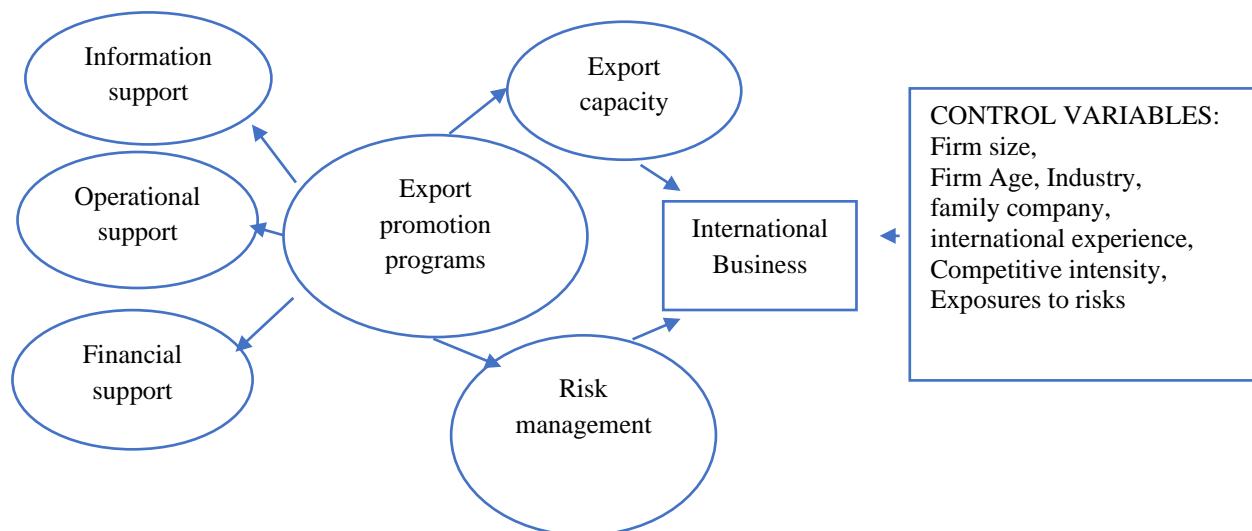 Information
support
Operational
support
Financial
support
Export
promotion
programs
Export
capacity
Risk
management
International
Business
CONTROL VARIABLES:
Firm size,
Firm Age, Industry,
family company,
international experience,
Competitive intensity,
Exposures to risks